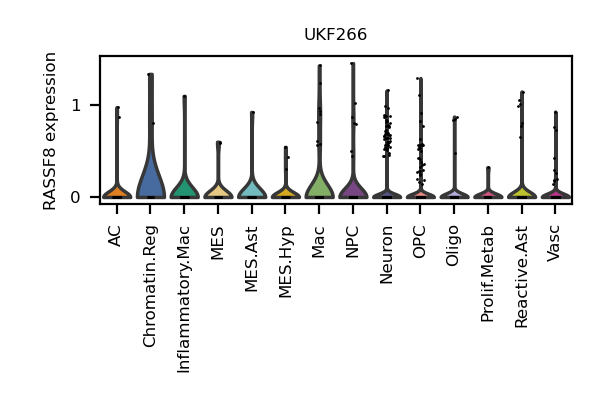 UKF266
RASSF8 expression
1
0
AC
Chromatin.Reg
Inflammatory.Mac
MES
MES.Ast
MES.Hyp
Mac
NPC
Neuron
OPC
Oligo
Prolif.Metab
Reactive.Ast
Vasc